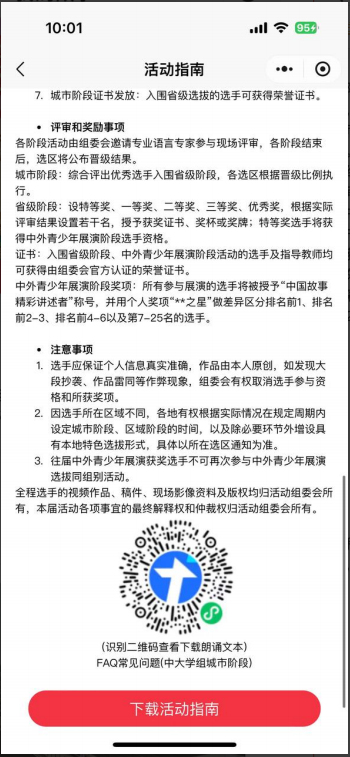 10:01
95+
活动指南
7. 城市阶段证书发放：入围省级选拔的选手可获得荣誉证书。
• 评审和奖励事项
各阶段活动由组委会邀请专业语言专家参与现场评审，各阶段结束
后，选区将公布晋级结果。
城市阶段：综合评出优秀选手入围省级阶段，各选区根据晋级比例执
行。
省级阶段：设特等奖、一等奖、二等奖、三等奖、优秀奖，根据实际
评审结果设置若干名，授予获奖证书、奖杯或奖牌；特等奖选手将获
得中外青少年展演阶段选手资格。
证书：入围省级阶段、中外青少年展演阶段活动的选手及指导教师均
可获得由组委会官方认证的荣誉证书。
中外青少年展演阶段奖项：所有参与展演的选手将被授予“中国故事
精彩讲述者”称号，并用个人奖项“**之星”做差异区分排名前1、排名
前2-3、排名前4-6以及第7-25名的选手。
• 注意事项
1. 选手应保证个人信息真实准确，作品由本人原创，如发现大
段抄袭、作品雷同等作弊现象，组委会有权取消选手参与资
格和所获奖项。
2. 因选手所在区域不同，各地有权根据实际情况在规定周期内
设定城市阶段、区域阶段的时间，以及除必要环节外增设具
有本地特色选拔形式，具体以所在选区通知为准。
3. 往届中外青少年展演获奖选手不可再次参与中外青少年展演
选拔同组别活动。
全程选手的视频作品、稿件、现场影像资料及版权均归活动组委会所
有，本届活动各项事宜的最终解释权和仲裁权归活动组委会所有。
（识别二维码查看下载朗诵文本）
FAQ常见问题(中大学组城市阶段)
下载活动指南